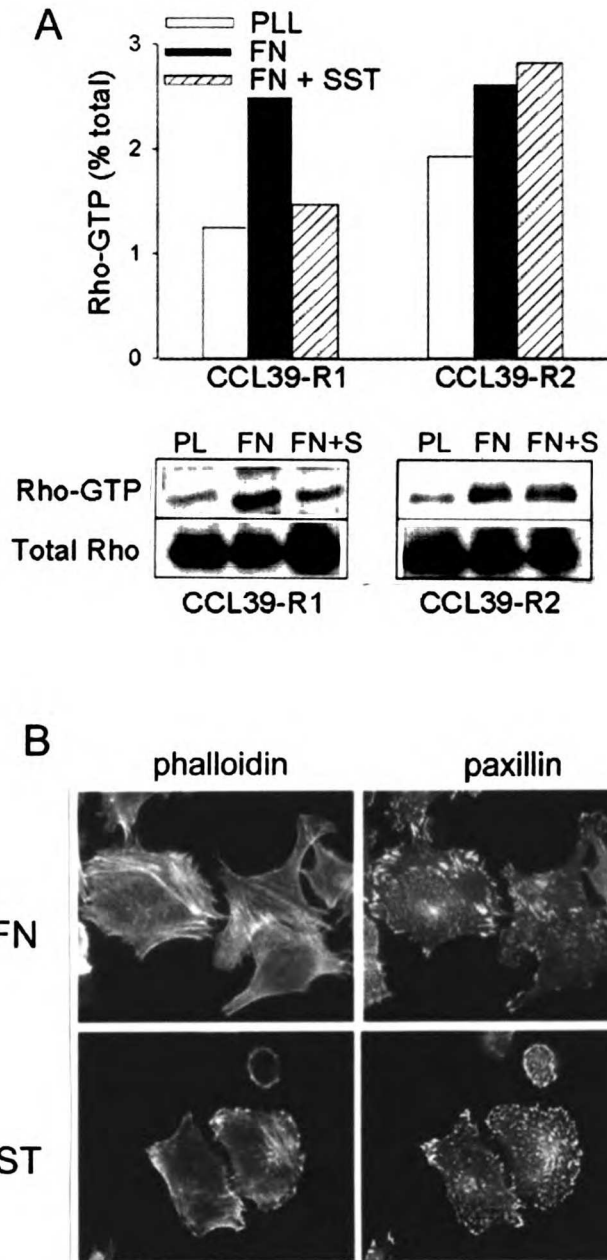 A
PLL
FN
FN + SST
Rho-GTP (% total)
3
2
1
0
CCL39-R1 CCL39-R2
PL FN FN+S PL FN FN+S
Rho-GTP
Total Rho
CCL39-R1 CCL39-R2
B
phalloidin paxillin
FN
ST